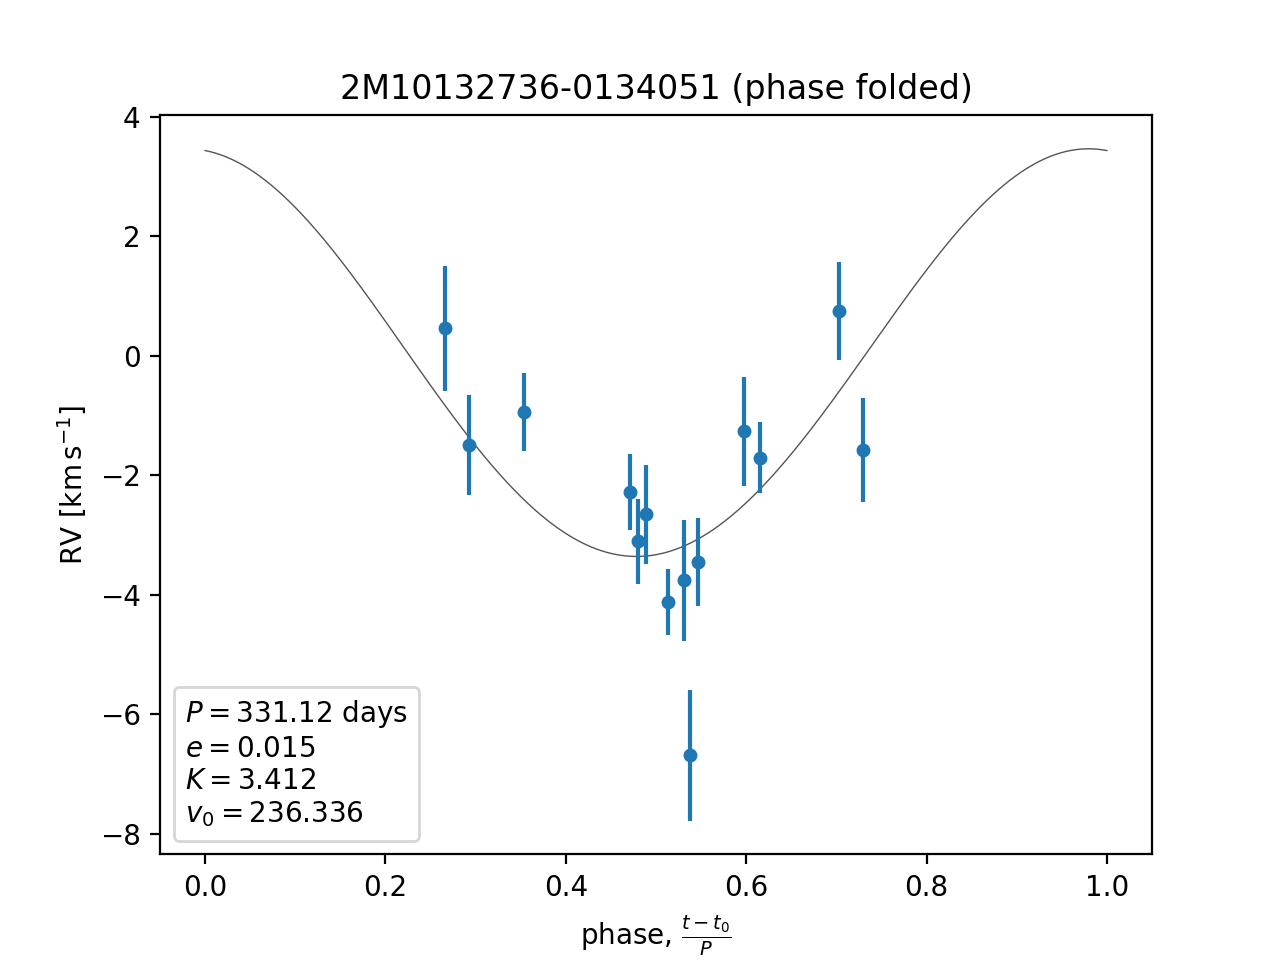 2M10132736-0134051 (phase folded)
4
2
0
−2
−4
−6
−8
RV [km s⁻¹]
P = 331.12 days
e = 0.015
K = 3.412
v₀ = 236.336
0.0 0.2 0.4 0.6 0.8 1.0
phase, (t − t₀)/P